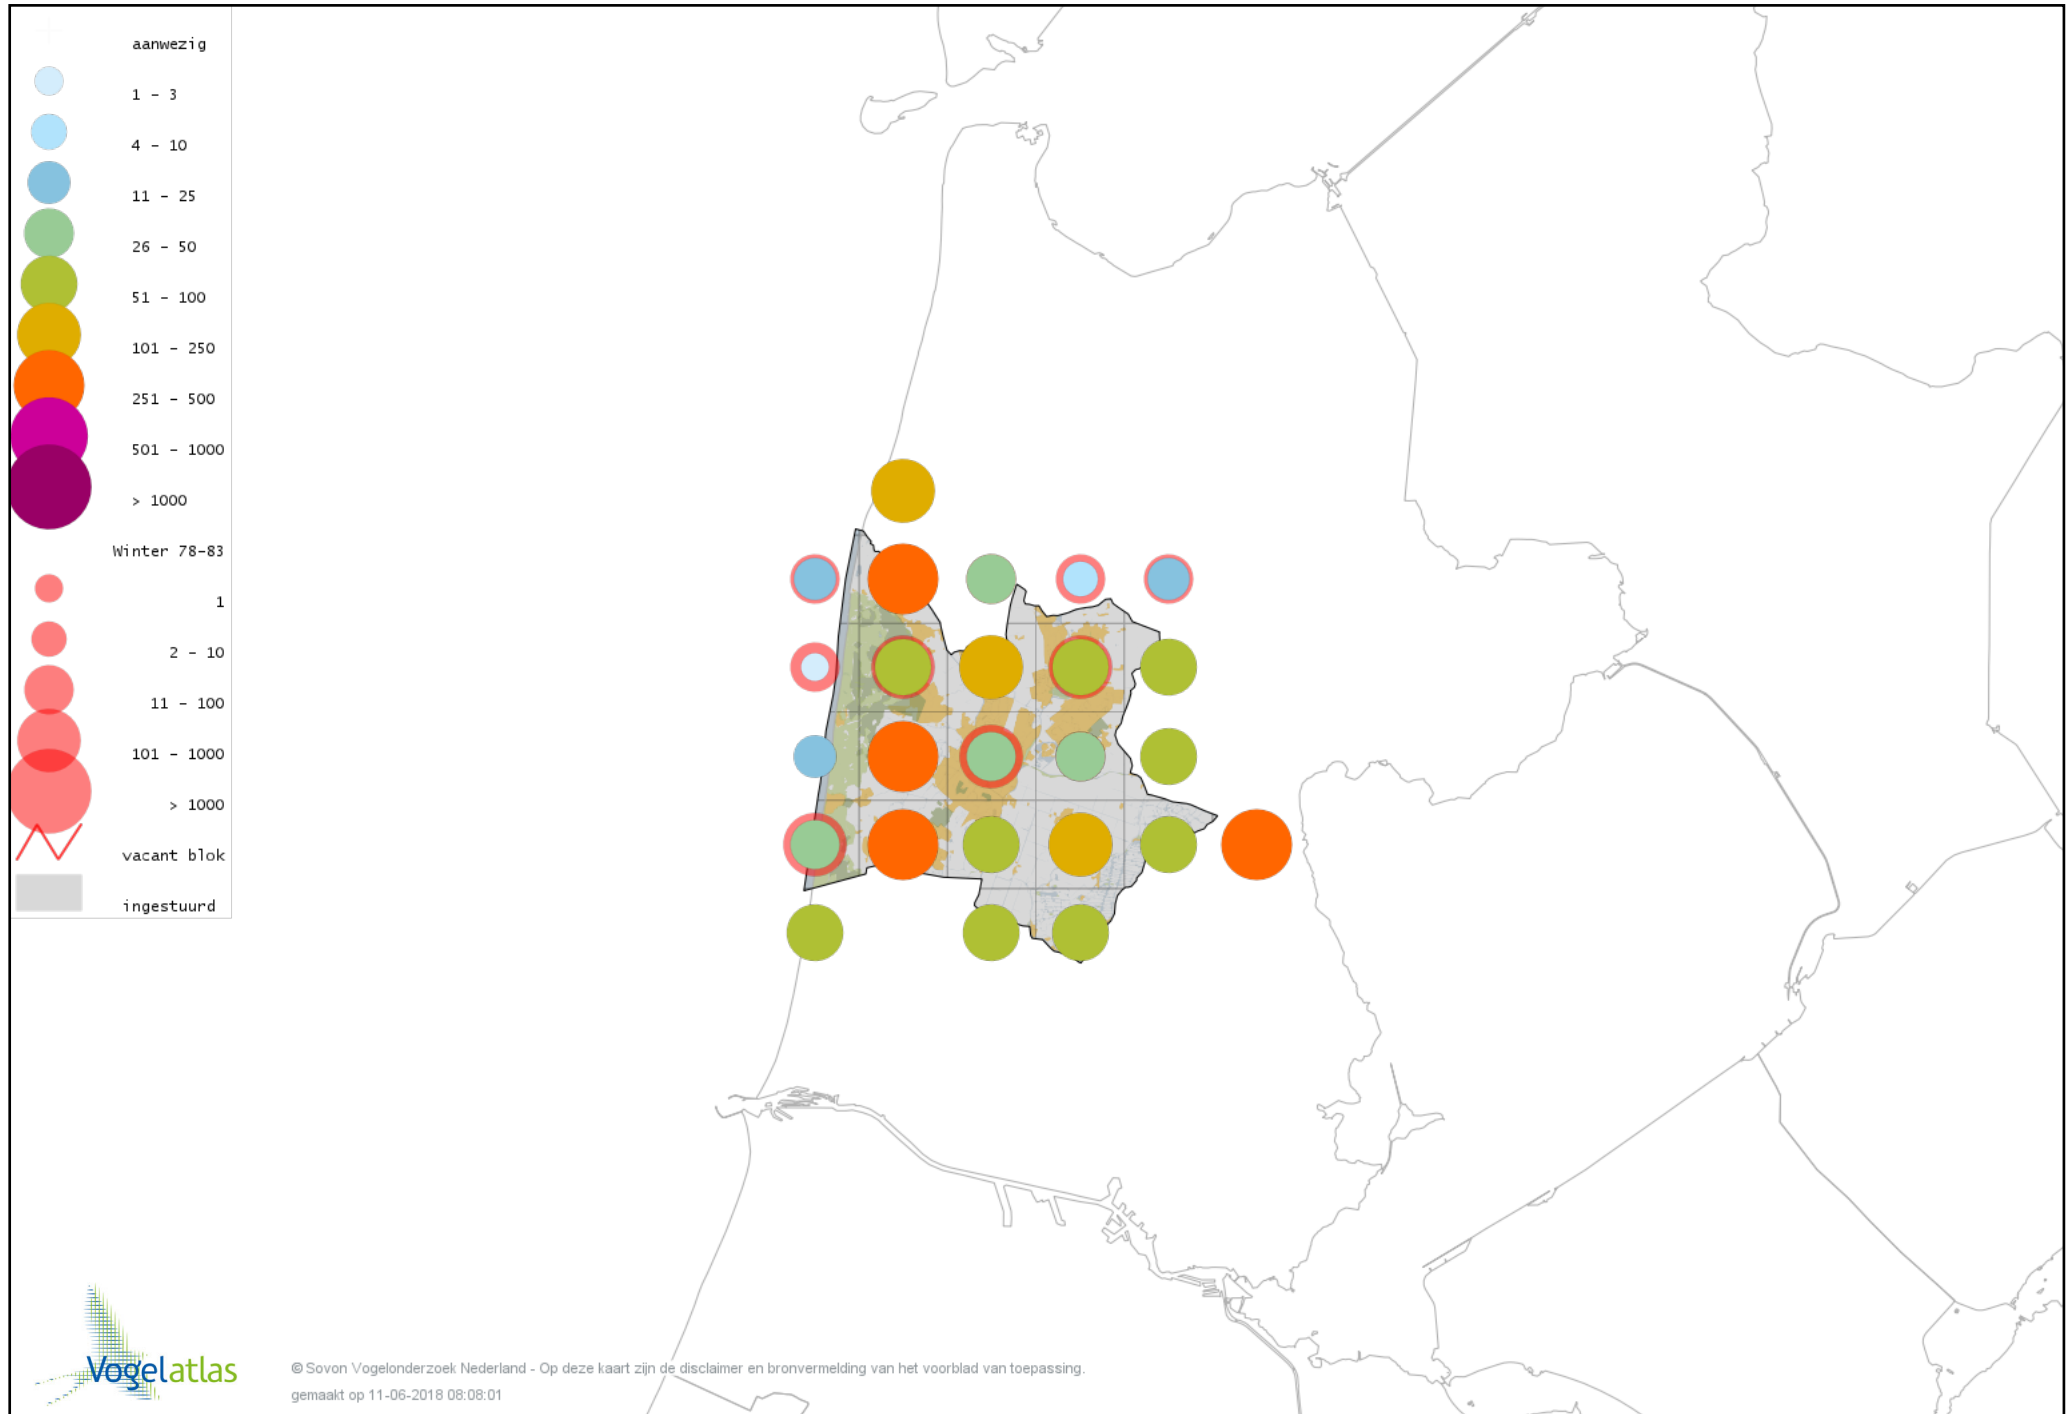 aanwezig
1 - 3
4 - 10
11 - 25
26 - 50
51 - 100
101 - 250
251 - 500
501 - 1000
> 1000
Winter 78-83
1
2 - 10
11 - 100
101 - 1000
> 1000
vacant blok
ingestuurd
Vogelatlas
© Sovon Vogelonderzoek Nederland - Op deze kaart zijn de disclaimer en bronvermelding van het voorblad van toepassing.
gemaakt op 11-06-2018 08:08:01